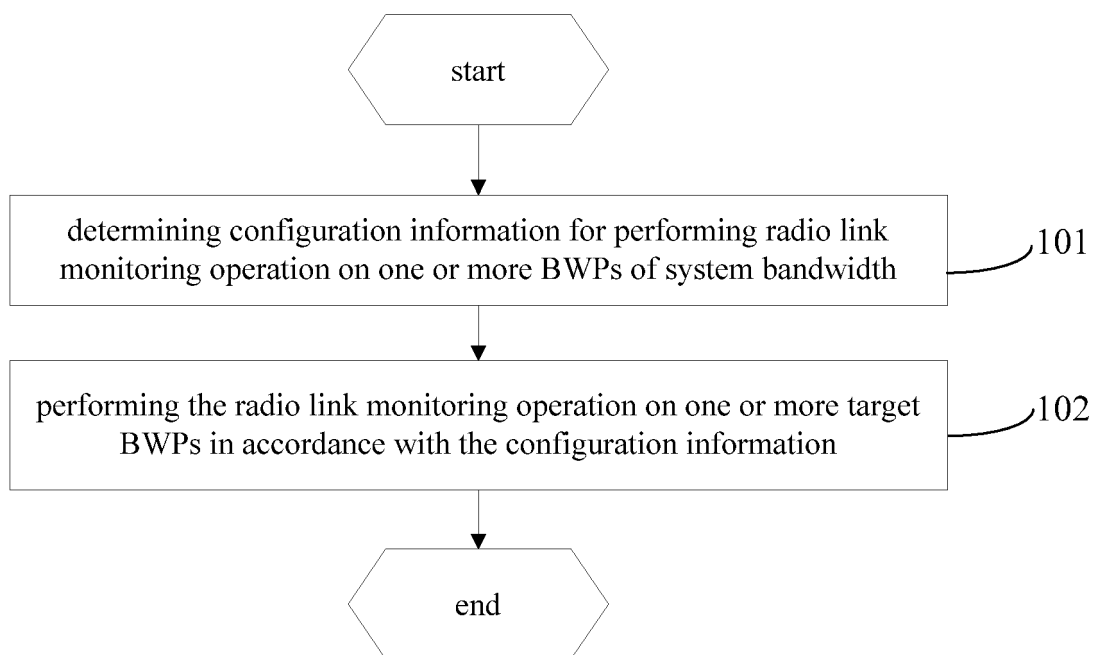 start
determining configuration information for performing radio link
monitoring operation on one or more BWPs of system bandwidth
101
performing the radio link monitoring operation on one or more target
BWPs in accordance with the configuration information
102
end